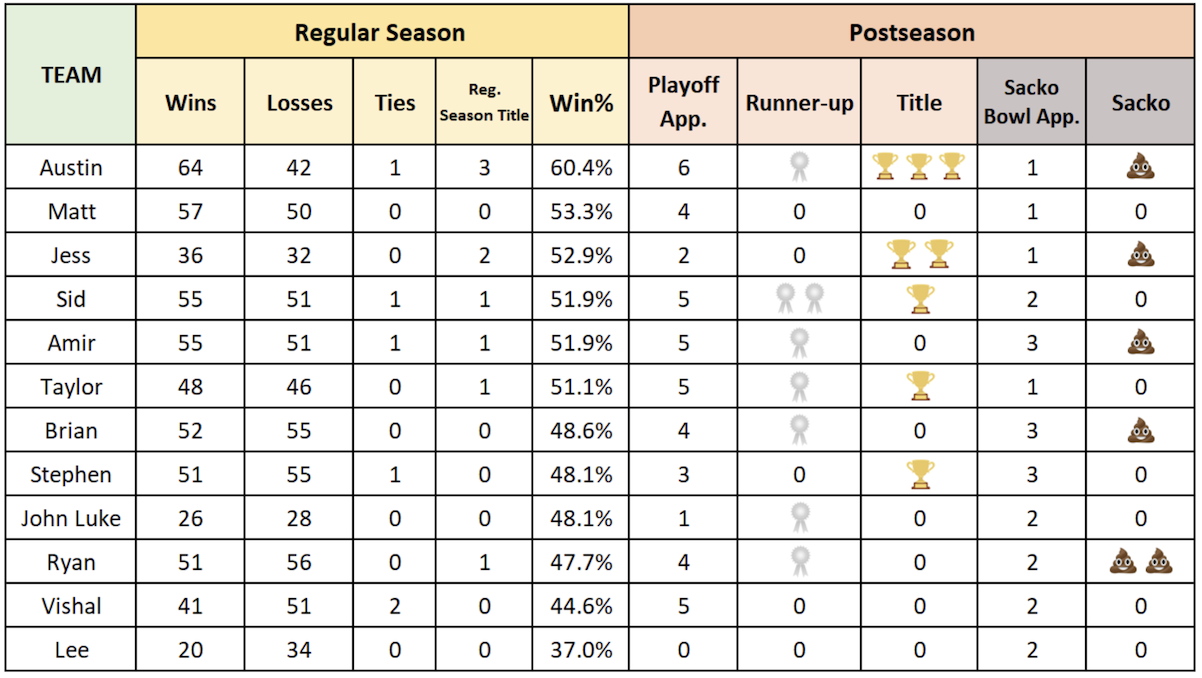 Regular Season Postseason
TEAM Wins Losses Ties Reg. Season Title Win% Playoff App. Runner-up Title Sacko Bowl App. Sacko
Austin 64 42 1 3 60.4% 6 1
Matt 57 50 0 0 53.3% 4 0 0 1 0
Jess 36 32 0 2 52.9% 2 0 1
Sid 55 51 1 1 51.9% 5 2 0
Amir 55 51 1 1 51.9% 5 0 3
Taylor 48 46 0 1 51.1% 5 1 0
Brian 52 55 0 0 48.6% 4 0 3
Stephen 51 55 1 0 48.1% 3 0 3 0
John Luke 26 28 0 0 48.1% 1 0 2 0
Ryan 51 56 0 1 47.7% 4 0 2
Vishal 41 51 2 0 44.6% 5 0 0 2 0
Lee 20 34 0 0 37.0% 0 0 0 2 0